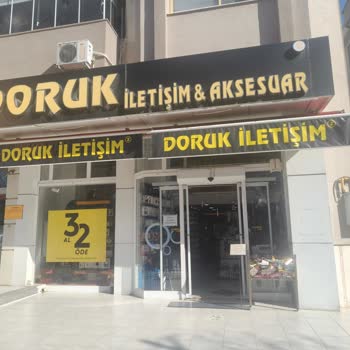 DORUK İLETİŞİM & AKSESUAR
DORUK İLETİŞİM
DORUK İLETİŞİM
3 AL
2 ÖDE